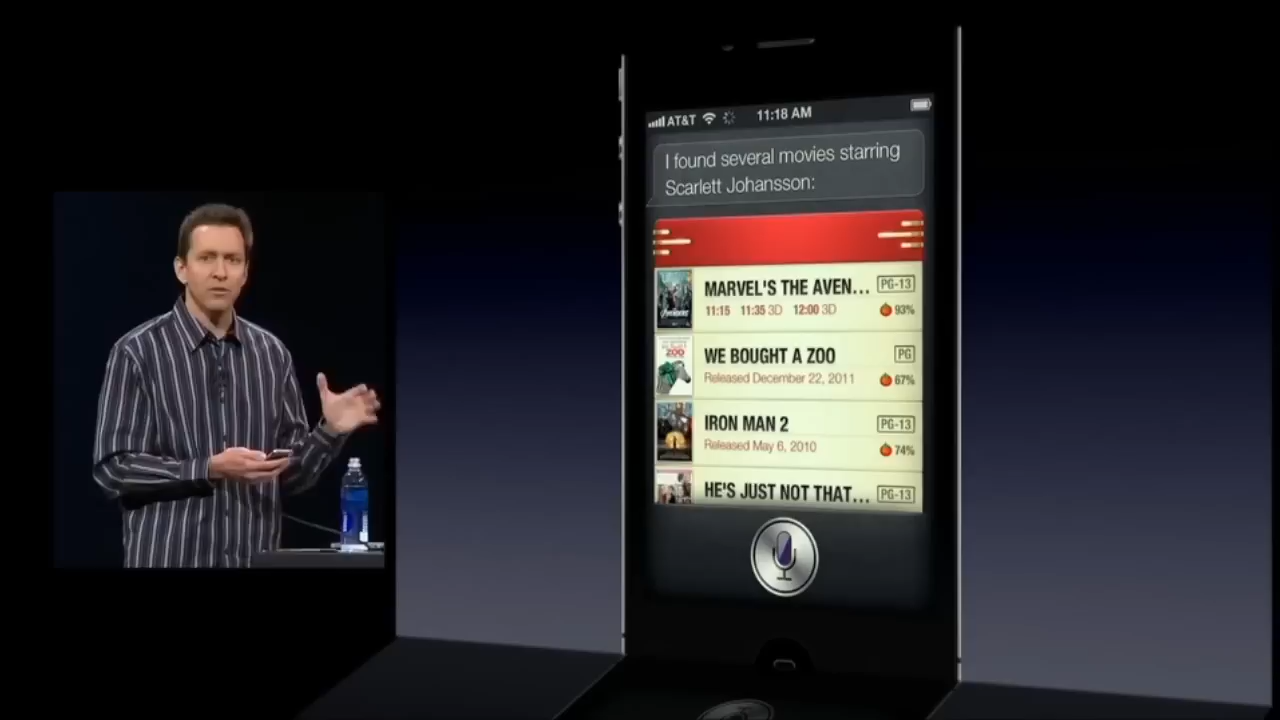 AT&T 11:18 AM
I found several movies starring
Scarlett Johansson:
MARVEL'S THE AVEN... PG-13
11:15 11:35 3D 12:00 3D 93%
ZOO
WE BOUGHT A ZOO PG
Released December 22, 2011 67%
IRON MAN 2 PG-13
Released May 6, 2010 74%
HE'S JUST NOT THAT... PG-13